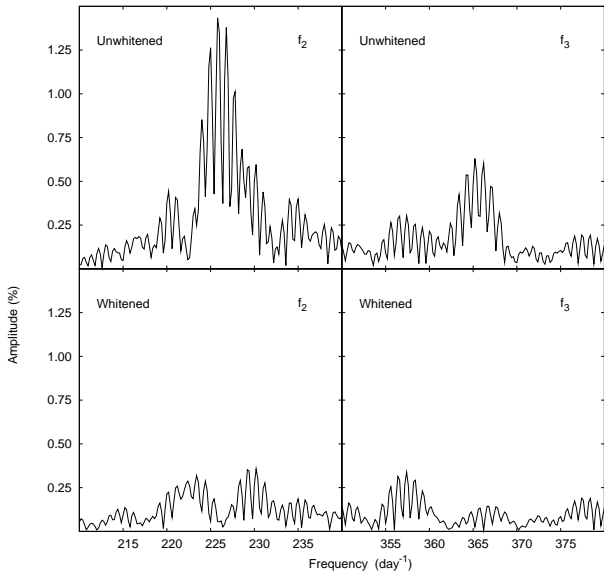 Unwhitened f2 Unwhitened f3
1.25
1.00
0.75
0.50
0.25
Whitened f2 Whitened f3
1.25
1.00
0.75
0.50
0.25
215 220 225 230 235 355 360 365 370 375
Amplitude (%)
Frequency (day-1)